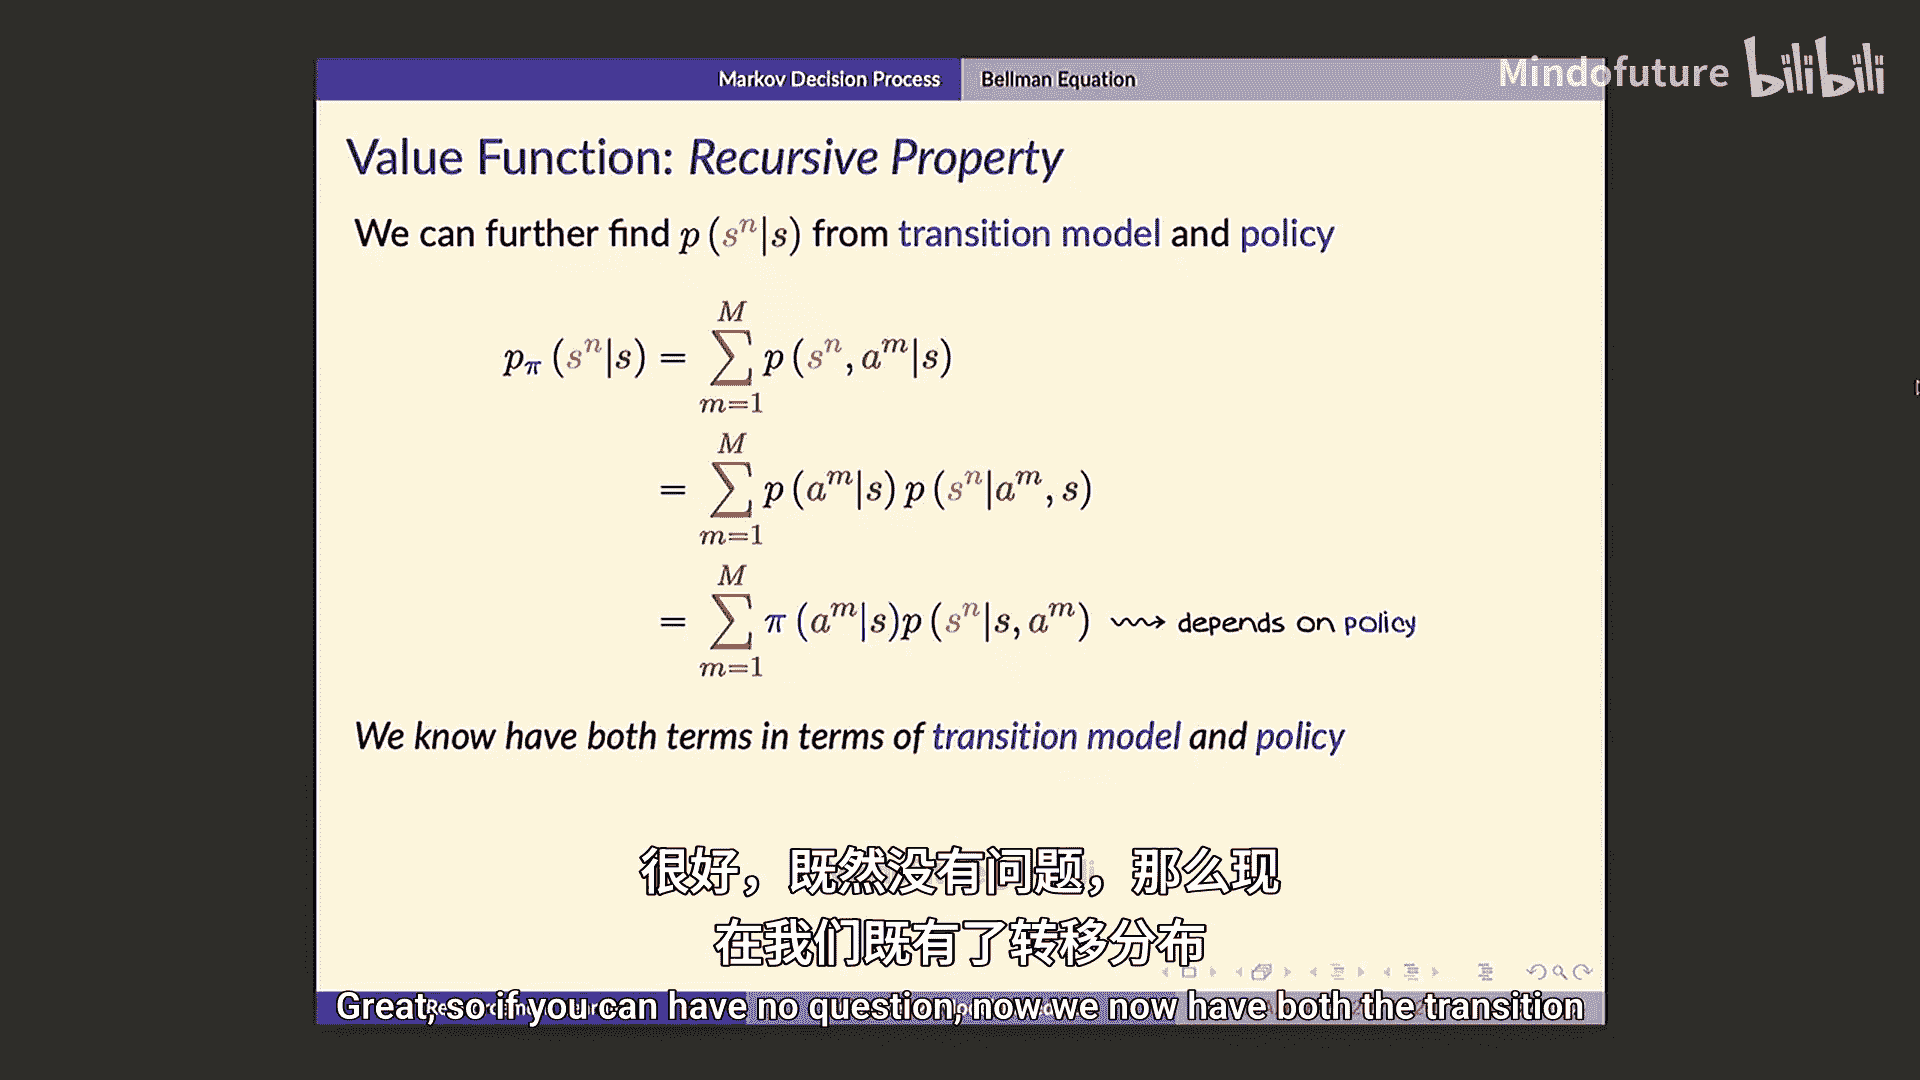 Mindofuture bilibili
Markov Decision Process Bellman Equation
Value Function: Recursive Property
We can further find p (sⁿ|s) from transition model and policy
p_π (sⁿ|s) = ∑_{m=1}^{M} p (sⁿ, aᵐ|s)
= ∑_{m=1}^{M} p (aᵐ|s) p (sⁿ|aᵐ, s)
= ∑_{m=1}^{M} π (aᵐ|s)p (sⁿ|s, aᵐ) ⇝ depends on policy
We know have both terms in terms of transition model and policy
很好，既然没有问题，那么现
在我们既有了转移分布
Great, so if you can have no question, now we now have both the transition